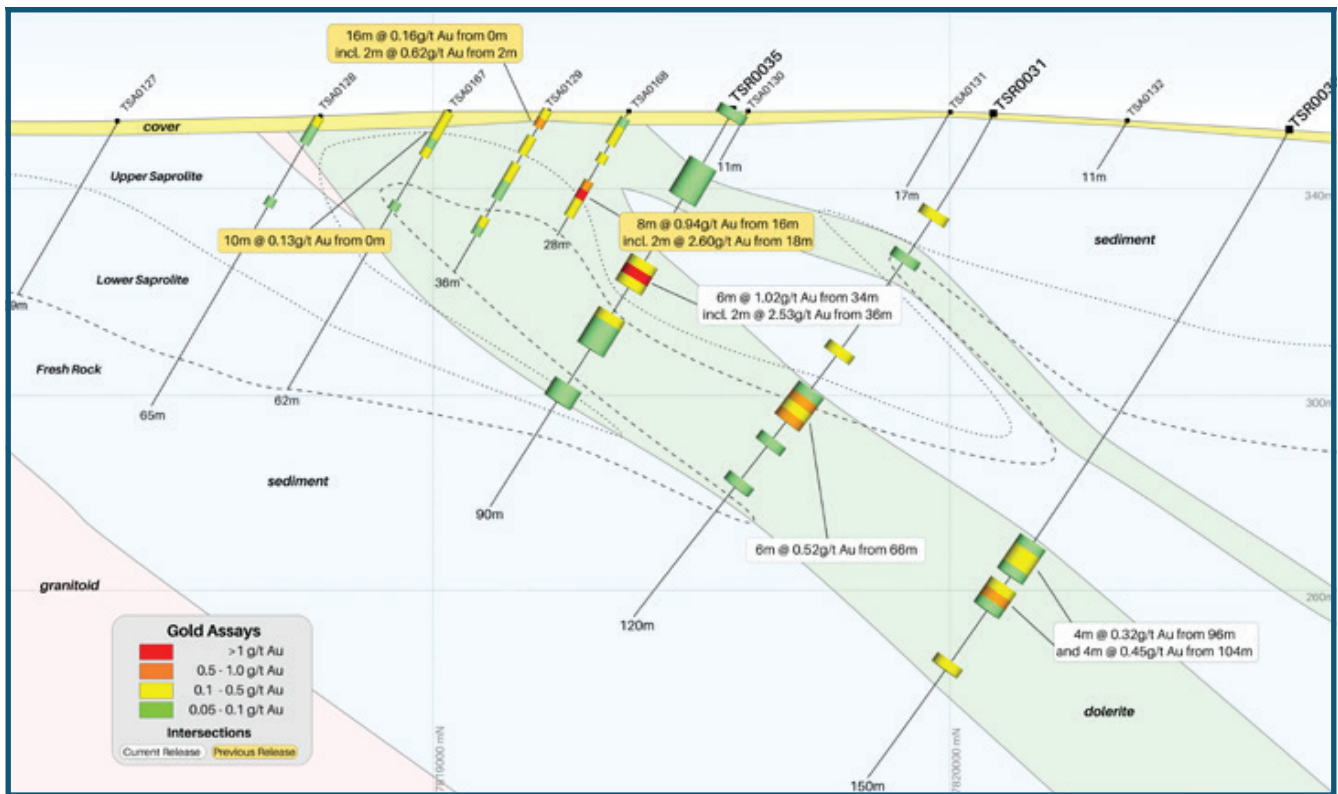 16m @ 0.16g/t Au from 0m
incl. 2m @ 0.62g/t Au from 2m
TSA0127
TSA0128
TSA0167
TSA0129
TSA0168
TSR0035
TSA0130
TSA0131
TSR0031
TSA0132
cover
Upper Saprolite
11m
17m
11m
340m
10m @ 0.13g/t Au from 0m
28m
8m @ 0.94g/t Au from 16m
incl. 2m @ 2.60g/t Au from 18m
sediment
Lower Saprolite
36m
9m
6m @ 1.02g/t Au from 34m
incl. 2m @ 2.53g/t Au from 36m
Fresh Rock
65m
62m
300m
sediment
90m
6m @ 0.52g/t Au from 66m
granitoid
120m
260m
4m @ 0.32g/t Au from 96m
and 4m @ 0.45g/t Au from 104m
dolerite
150m
Gold Assays
>1 g/t Au
0.5 - 1.0 g/t Au
0.1 - 0.5 g/t Au
0.05 - 0.1 g/t Au
Intersections
Current Release
Previous Release
7820000 mN